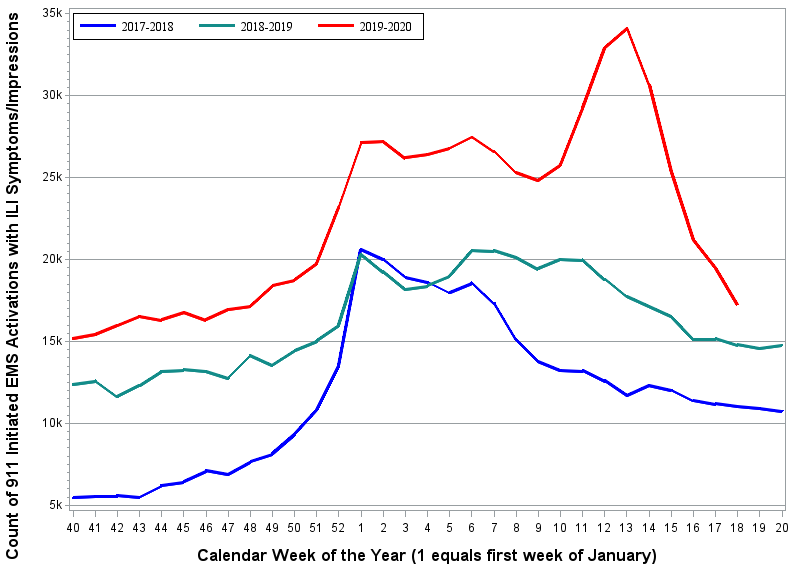 Count of 911 Initiated EMS Activations with ILI Symptoms/Impressions
35k
2017-2018 2018-2019 2019-2020
30k
25k
20k
15k
10k
5k
40 41 42 43 44 45 46 47 48 49 50 51 52 1 2 3 4 5 6 7 8 9 10 11 12 13 14 15 16 17 18 19 20
Calendar Week of the Year (1 equals first week of January)